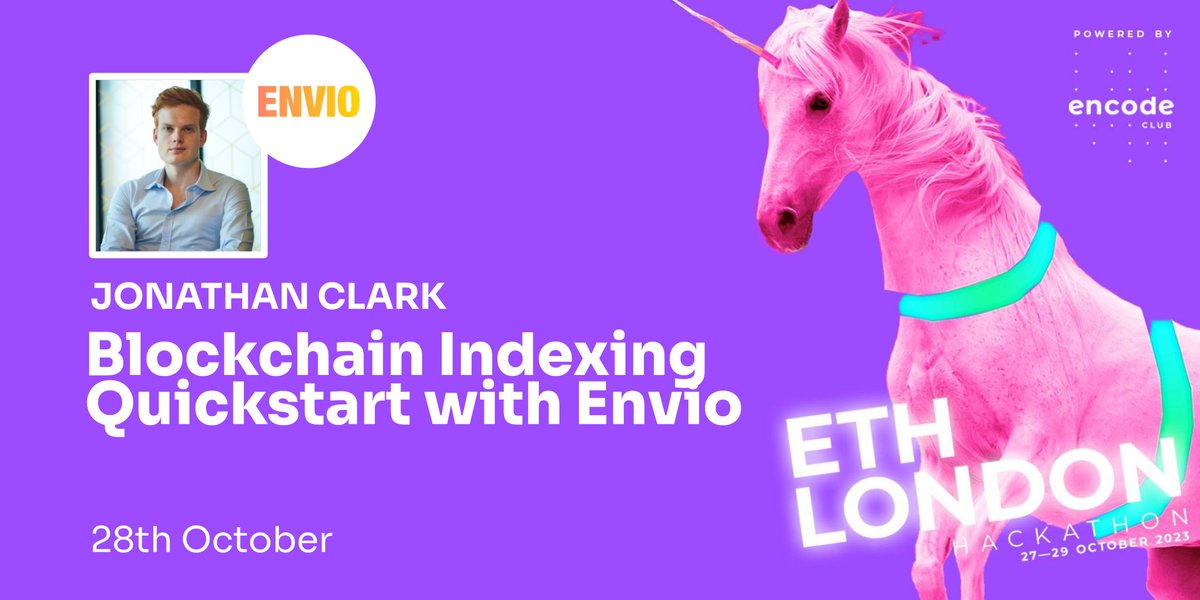 ENVIO
JONATHAN CLARK
Blockchain Indexing
Quickstart with Envio
28th October
POWERED BY
encode
CLUB
ETH
LONDON
HACKATHON
27—29 OCTOBER 2023